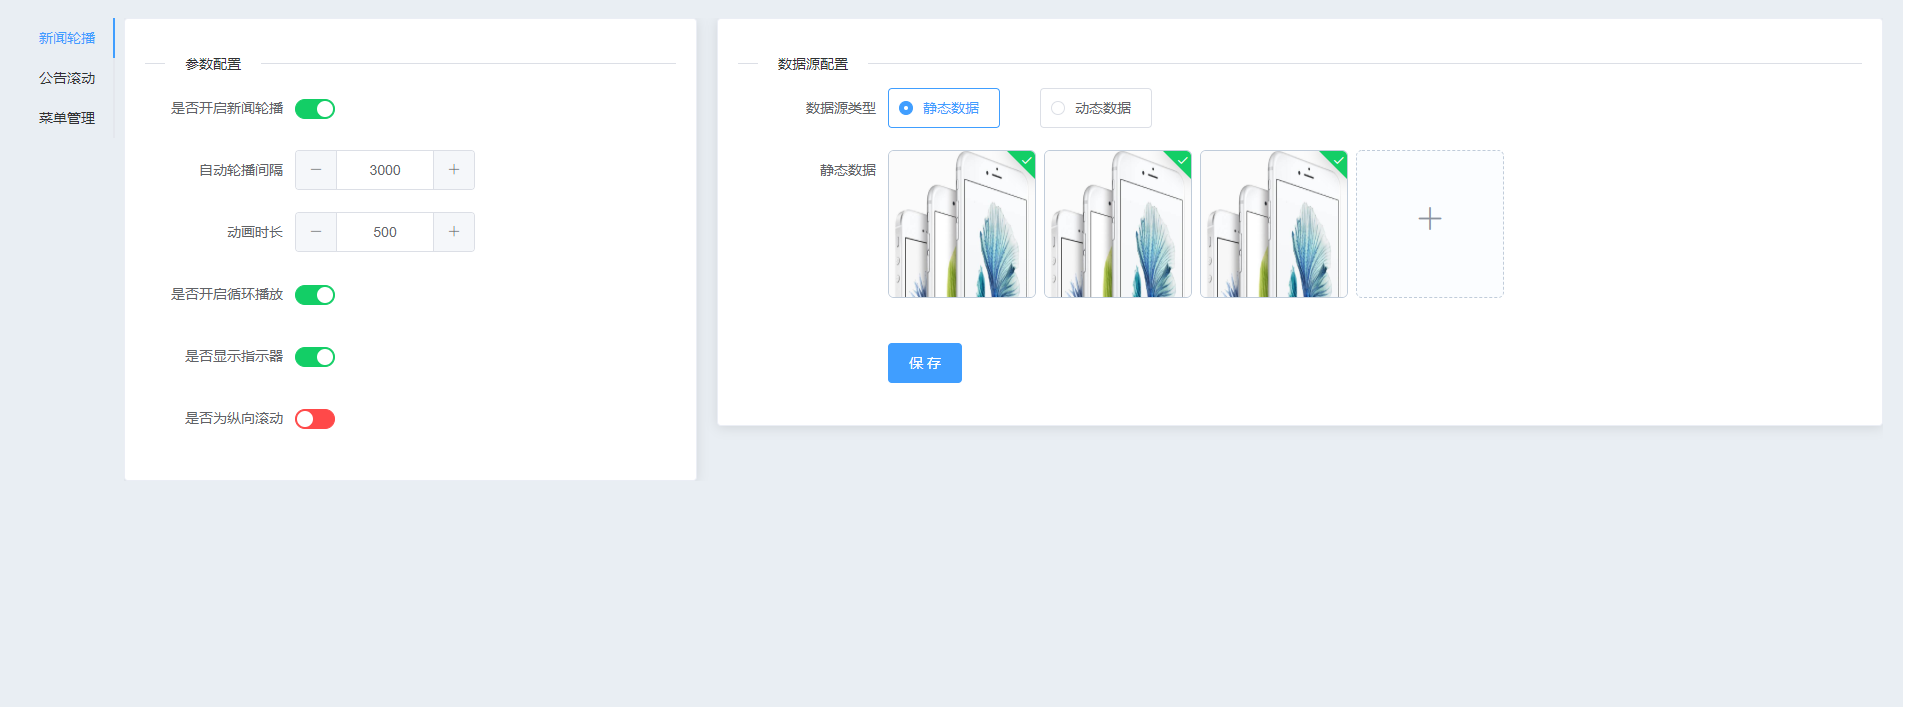 新闻轮播
公告滚动
菜单管理
参数配置
是否开启新闻轮播
自动轮播间隔 3000
动画时长 500
是否开启循环播放
是否显示指示器
是否为纵向滚动
数据源配置
数据源类型 静态数据 动态数据
静态数据
保存